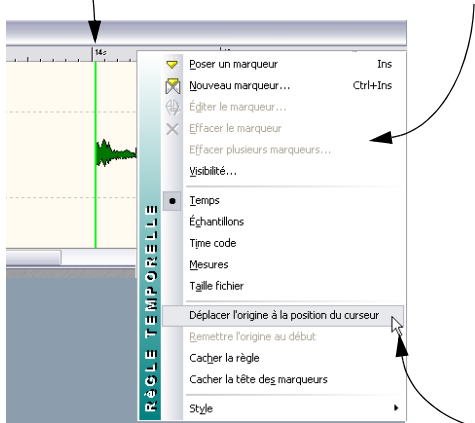 14s
Poser un marqueur Ins
Nouveau marqueur... Ctrl+Ins
Éditer le marqueur...
Effacer le marqueur
Effacer plusieurs marqueurs...
Visibilité...
Temps
Échantillons
Time code
Mesures
Taille fichier
Déplacer l'origine à la position du curseur
Remettre l'origine au début
Cacher la règle
Cacher la tête des marqueurs
Style
RèGLE TEMPORELLE